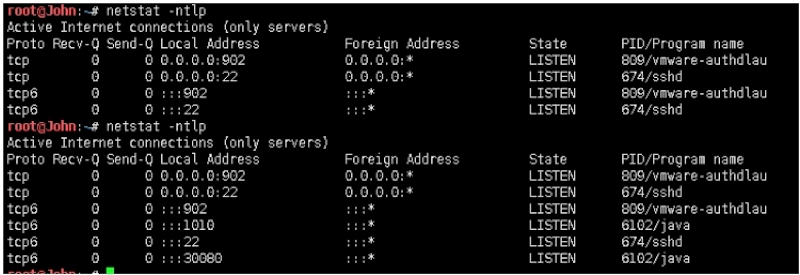 root@John:~# netstat -ntlp
Active Internet connections (only servers)
Proto Recv-Q Send-Q Local Address Foreign Address State PID/Program name
tcp 0 0 0.0.0.0:902 0.0.0.0:* LISTEN 809/vmware-authdlau
tcp 0 0 0.0.0.0:22 0.0.0.0:* LISTEN 674/sshd
tcp6 0 0 :::902 :::* LISTEN 809/vmware-authdlau
tcp6 0 0 :::22 :::* LISTEN 674/sshd
root@John:~# netstat -ntlp
Active Internet connections (only servers)
Proto Recv-Q Send-Q Local Address Foreign Address State PID/Program name
tcp 0 0 0.0.0.0:902 0.0.0.0:* LISTEN 809/vmware-authdlau
tcp 0 0 0.0.0.0:22 0.0.0.0:* LISTEN 674/sshd
tcp6 0 0 :::902 :::* LISTEN 809/vmware-authdlau
tcp6 0 0 :::1010 :::* LISTEN 6102/java
tcp6 0 0 :::22 :::* LISTEN 674/sshd
tcp6 0 0 :::30080 :::* LISTEN 6102/java
root@John:~#